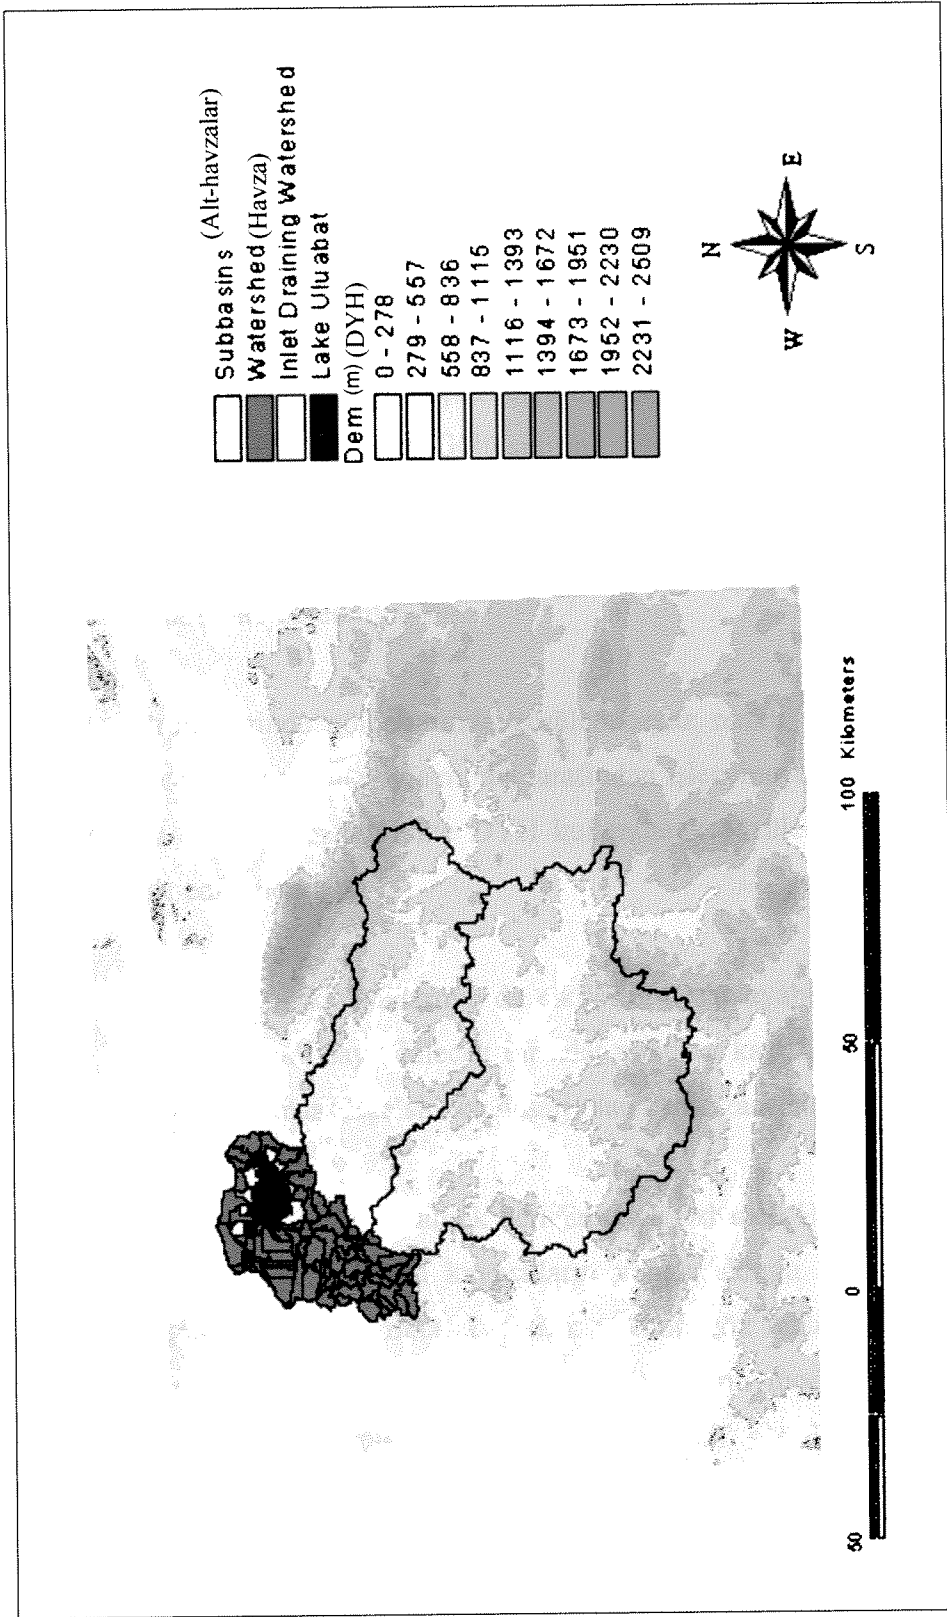 Subbasins (Alt-havzalar)
Watershed (Havza)
Inlet Draining Watershed
Lake Uluabat
Dem (m) (DYH)
0 - 278
279 - 557
558 - 836
837 - 1115
1116 - 1393
1394 - 1672
1673 - 1951
1952 - 2230
2231 - 2509
N
W
E
S
50
0
50
100 Kilometers